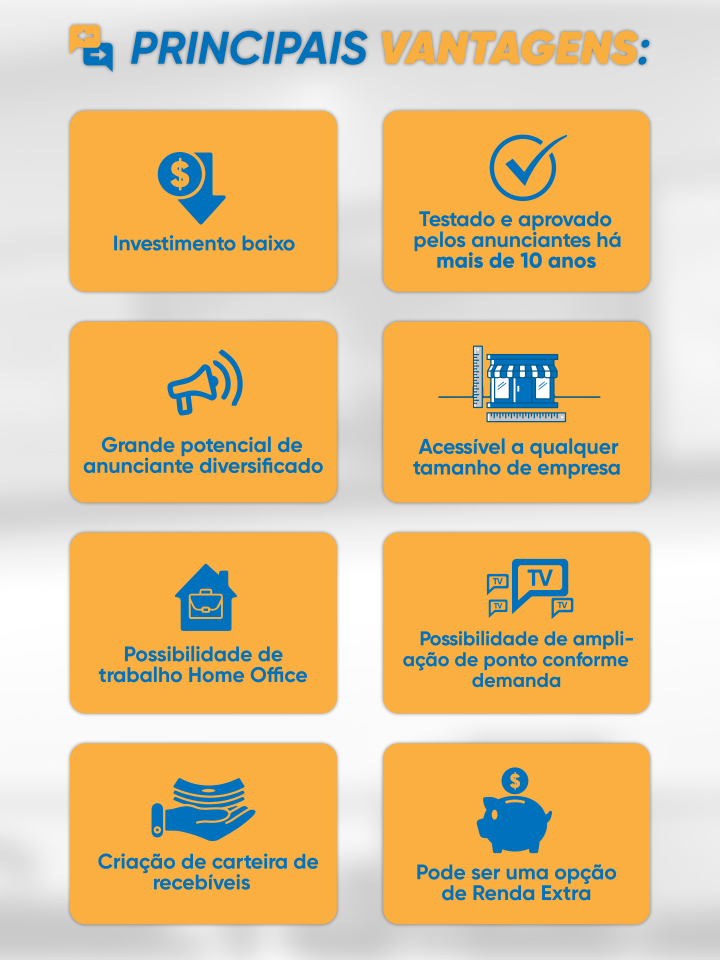 PRINCIPAIS VANTAGENS:
$
Investimento baixo
Testado e aprovado
pelos anunciantes há
mais de 10 anos
Grande potencial de
anunciante diversificado
Acessível a qualquer
tamanho de empresa
Possibilidade de
trabalho Home Office
TV
TV
TV
TV
Possibilidade de ampli-
ação de ponto conforme
demanda
Criação de carteira de
recebíveis
$
Pode ser uma opção
de Renda Extra